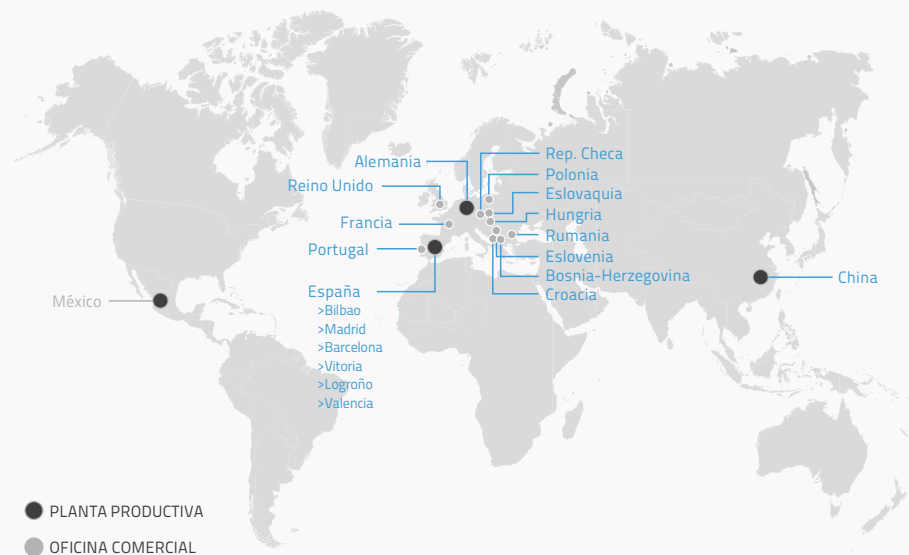 Alemania
Reino Unido
Francia
Portugal
España
>Bilbao
>Madrid
>Barcelona
>Vitoria
>Logroño
>Valencia
México
Rep. Checa
Polonia
Eslovaquia
Hungria
Rumania
Eslovenia
Bosnia-Herzegovina
Croacia
China
PLANTA PRODUCTIVA
OFICINA COMERCIAL